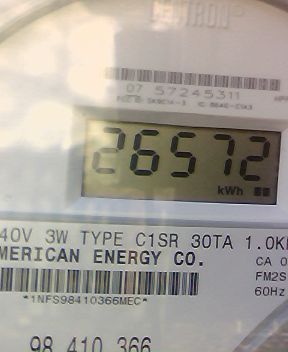 CENTRON®
07 57245311
26572
kWh
40V 3W TYPE C1SR 30TA 1.0K
MERICAN ENERGY CO.
CA 0
FM2S
60Hz
*1NFS98410366MEC*
98 410 366